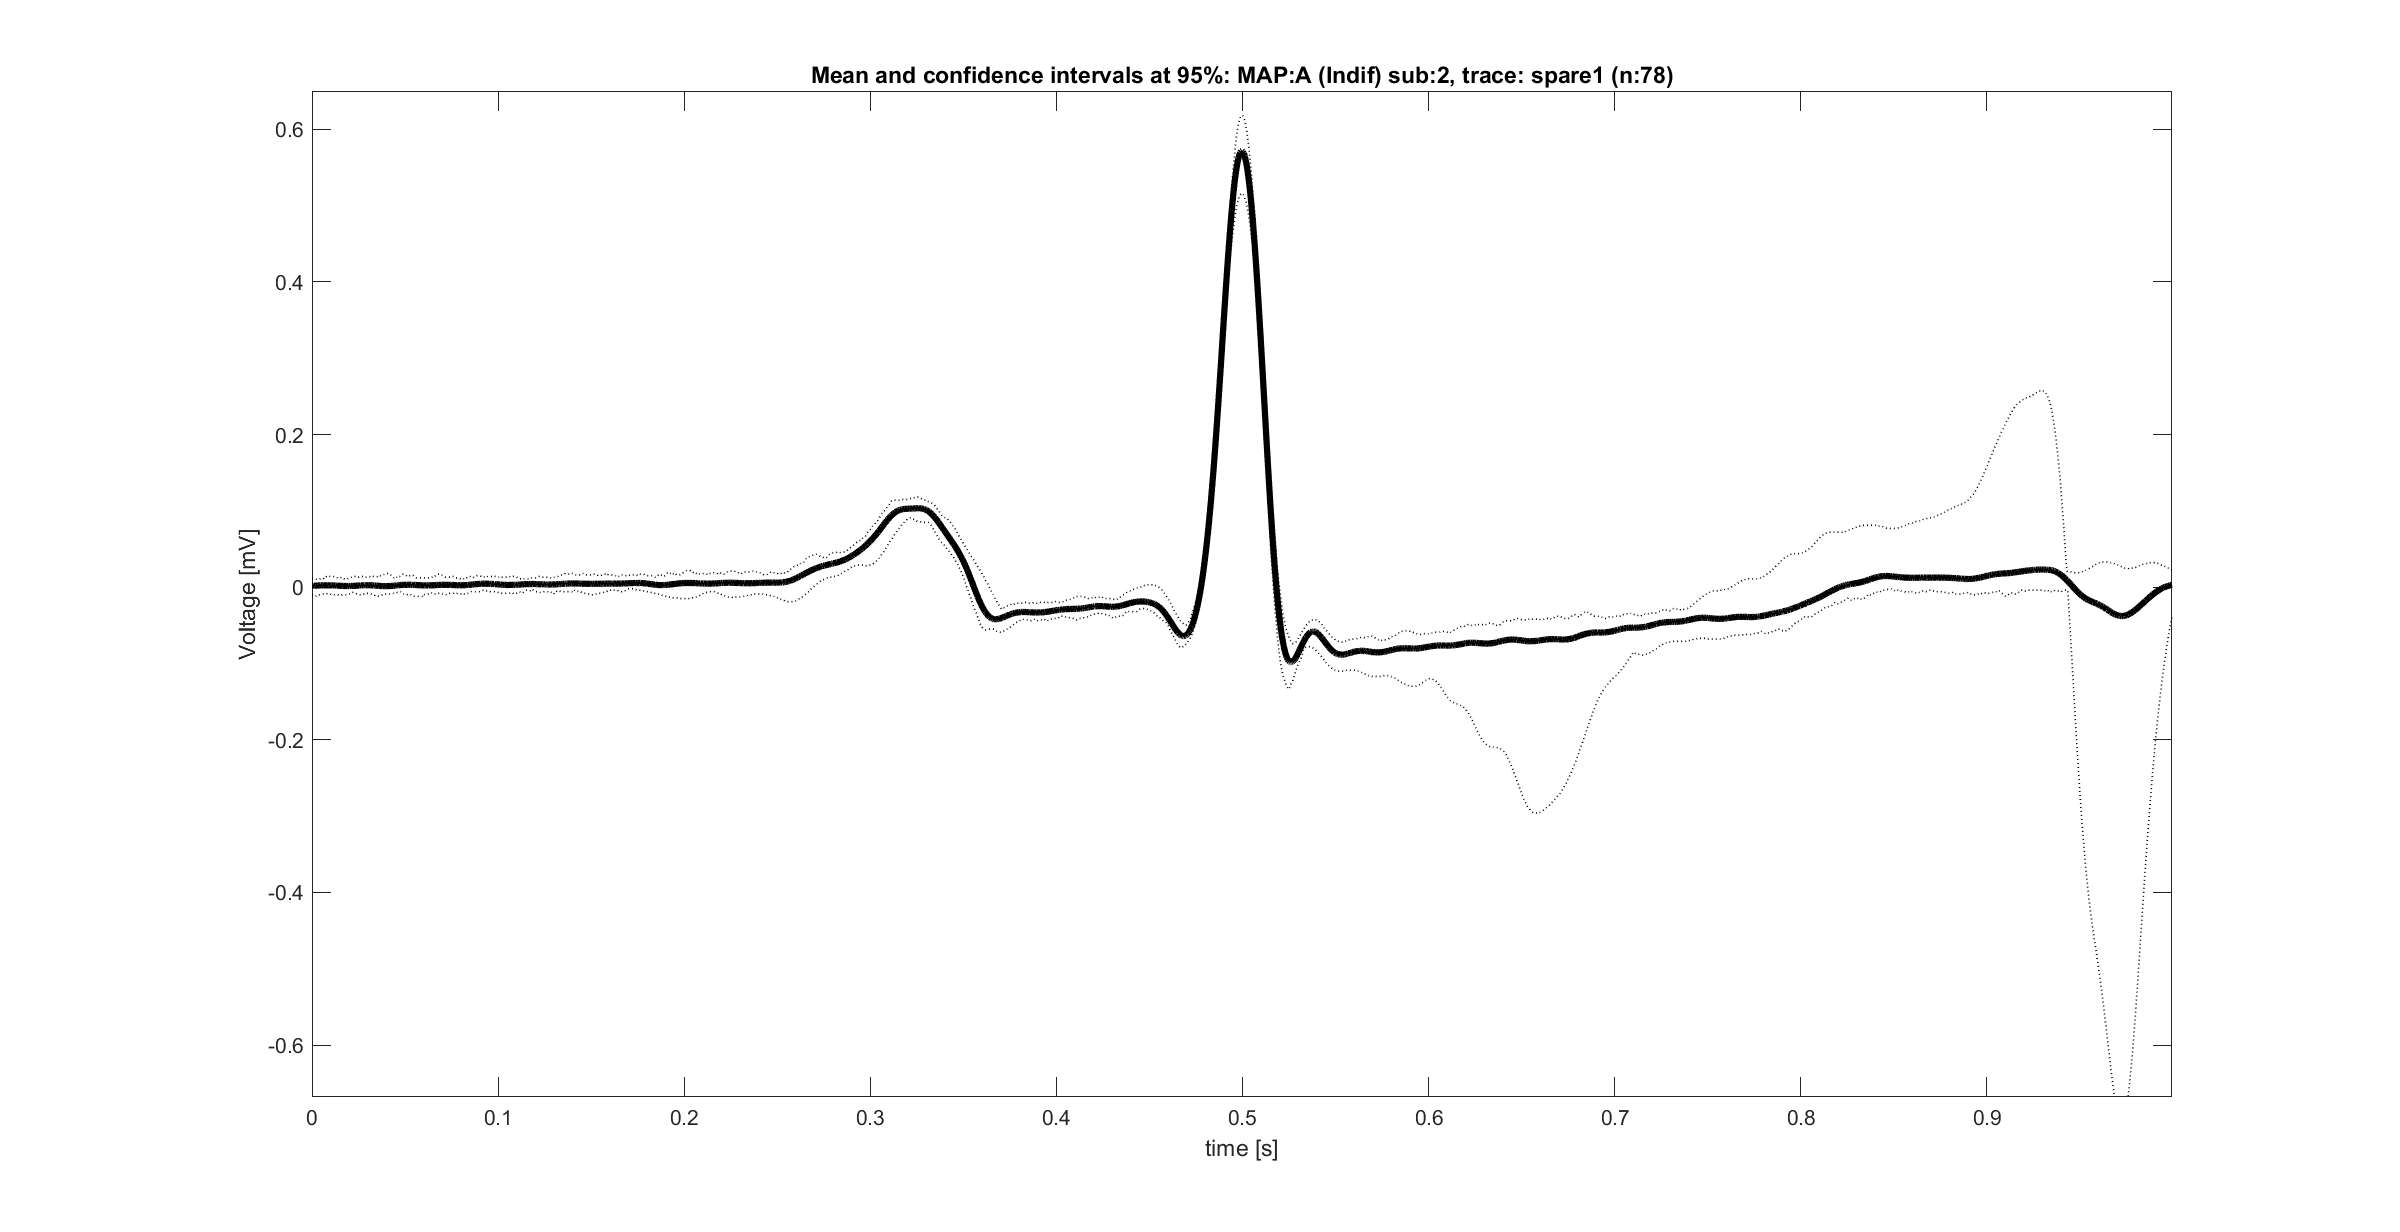 Mean and confidence intervals at 95%: MAP:A (Indif) sub:2, trace: spare1 (n:78)
0.6
0.4
0.2
0
-0.2
-0.4
-0.6
Voltage [mV]
0 0.1 0.2 0.3 0.4 0.5 0.6 0.7 0.8 0.9
time [s]